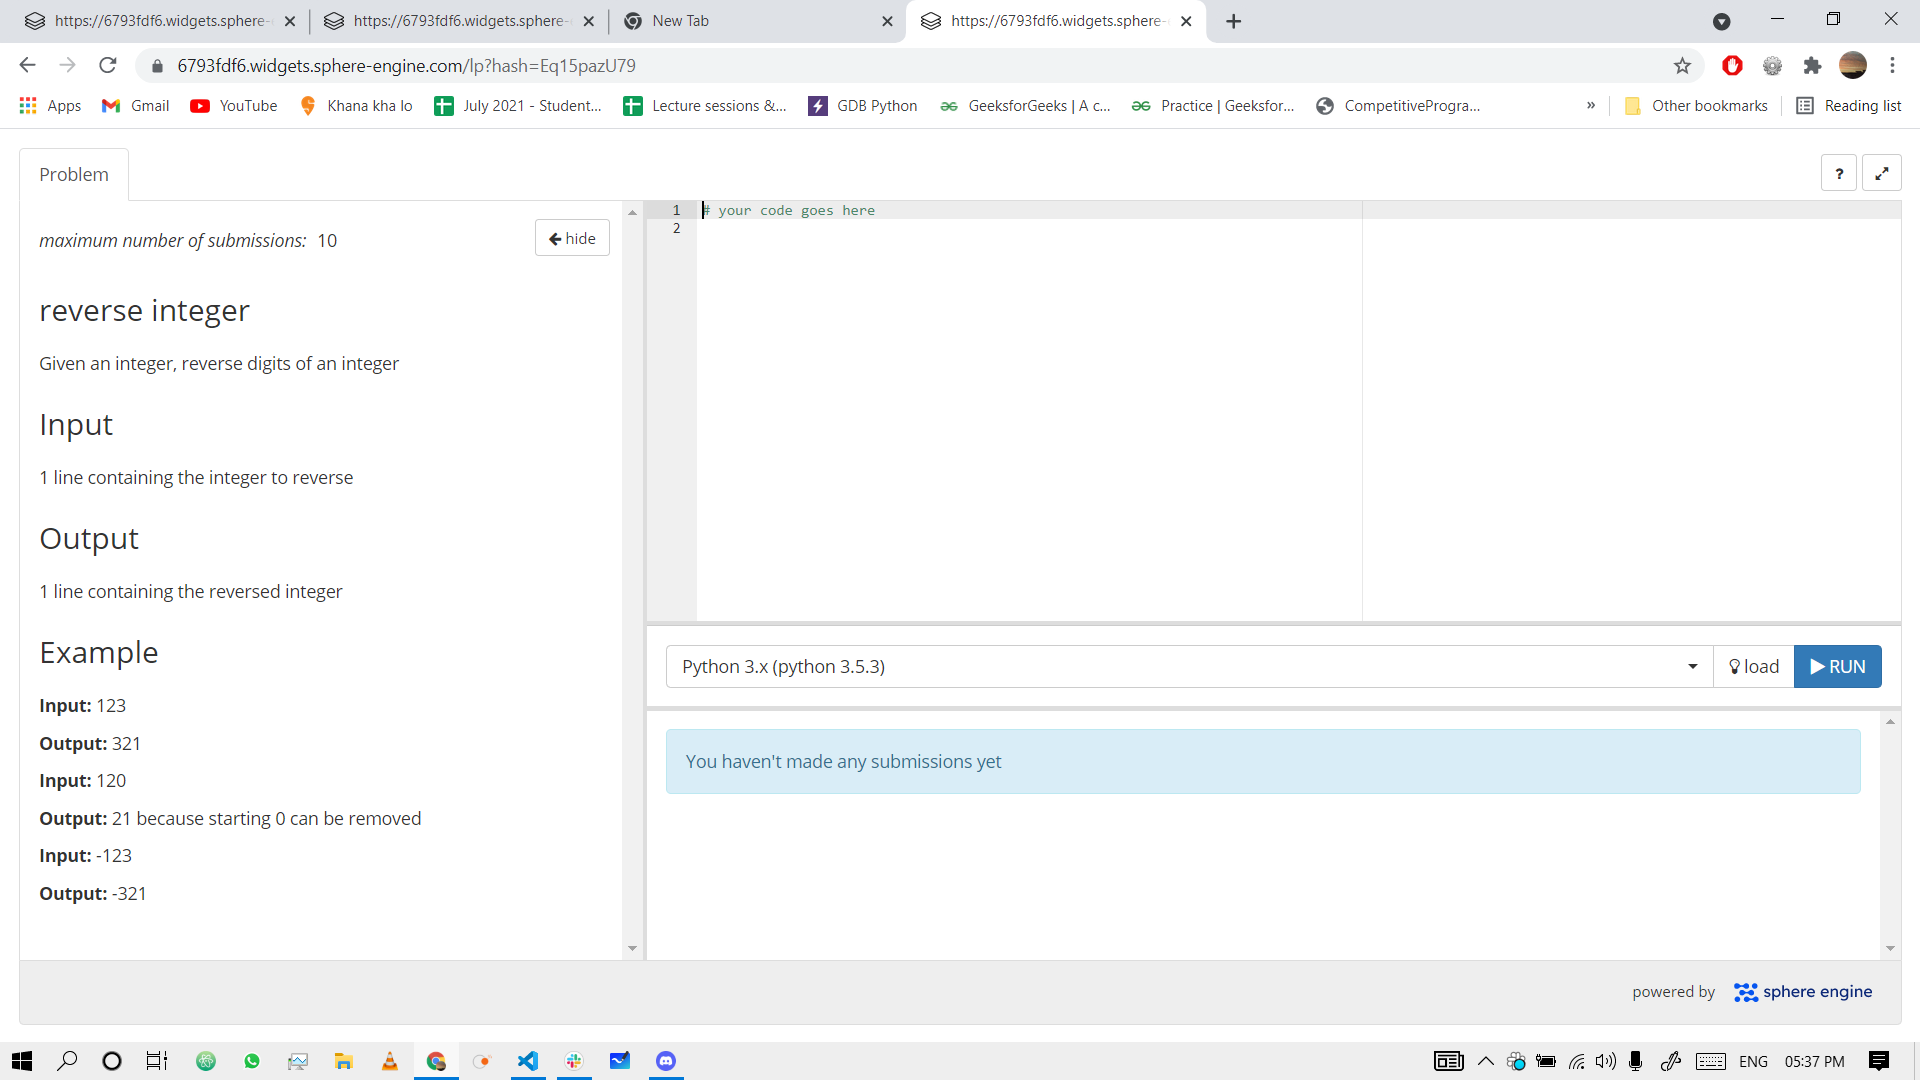 https://6793fdf6.widgets.sphere-
https://6793fdf6.widgets.sphere-
New Tab
https://6793fdf6.widgets.sphere-
6793fdf6.widgets.sphere-engine.com/lp?hash=Eq15pazU79
Apps
Gmail
YouTube
Khana kha lo
July 2021 - Student...
Lecture sessions &...
GDB Python
GeeksforGeeks | A c...
Practice | Geeksfor...
CompetitiveProgra...
»
Other bookmarks
Reading list
Problem
?
maximum number of submissions: 10
hide
reverse integer
Given an integer, reverse digits of an integer
Input
1 line containing the integer to reverse
Output
1 line containing the reversed integer
Example
Input: 123
Output: 321
Input: 120
Output: 21 because starting 0 can be removed
Input: -123
Output: -321
1 # your code goes here
2
Python 3.x (python 3.5.3)
load
RUN
You haven't made any submissions yet
powered by sphere engine
ENG
05:37 PM